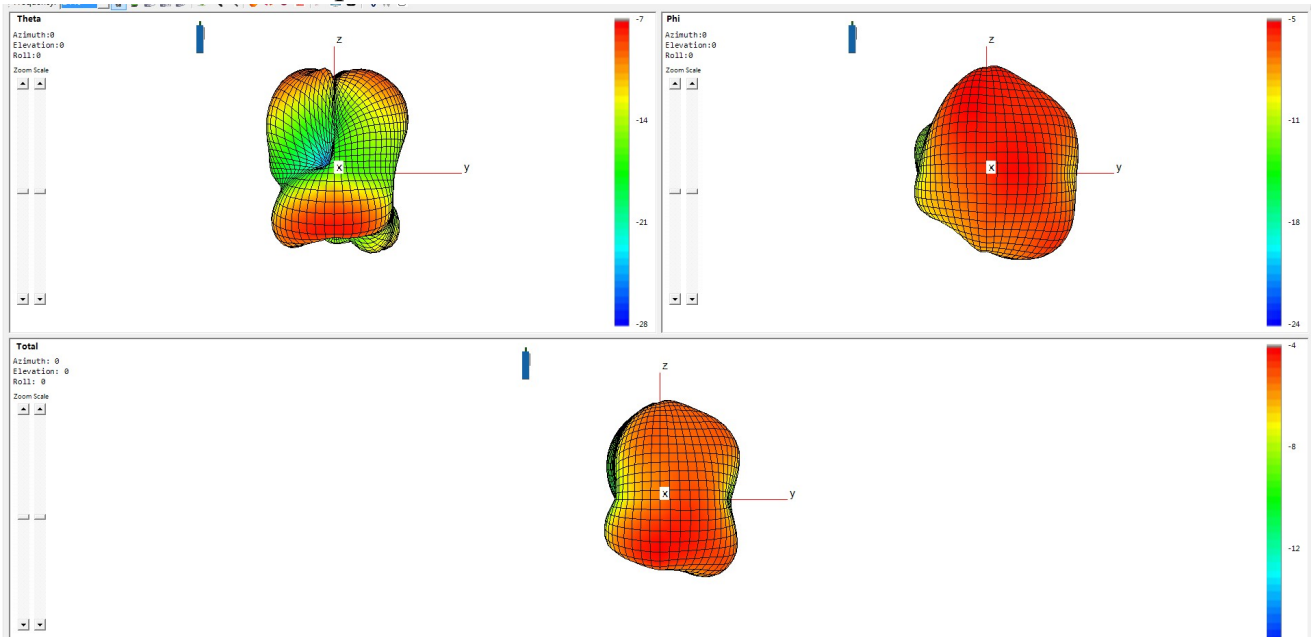 Theta
Azimuth:0
Elevation:0
Roll:0
Zoom Scale
z
x
y
-7
-14
-21
-28
Phi
Azimuth:0
Elevation:0
Roll:0
Zoom Scale
z
x
y
-5
-11
-18
-24
Total
Azimuth: 0
Elevation: 0
Roll: 0
Zoom Scale
z
x
y
-4
-8
-12